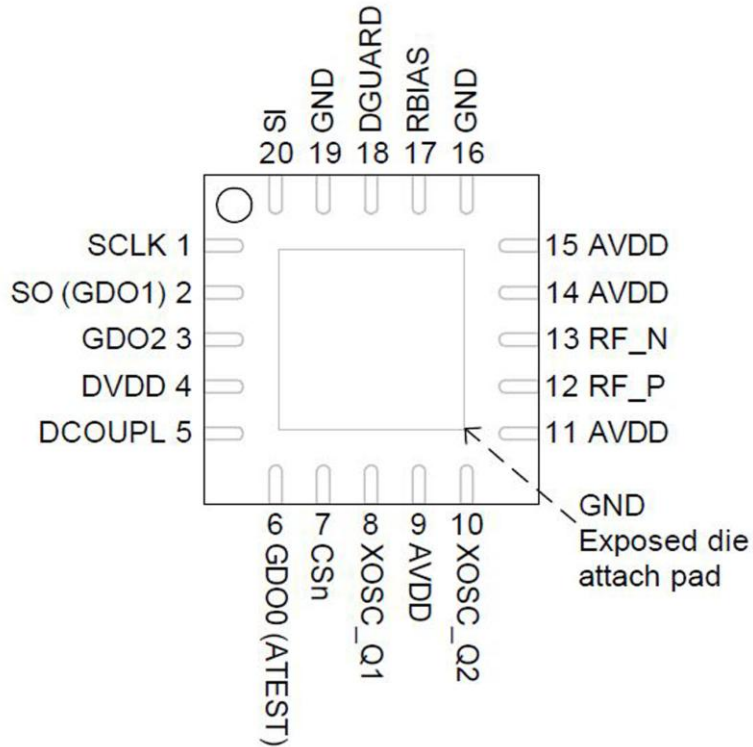 SI
20
GND
19
DGUARD
18
RBIAS
17
GND
16
SCLK 1
SO (GDO1) 2
GDO2 3
DVDD 4
DCOUPL 5
15 AVDD
14 AVDD
13 RF_N
12 RF_P
11 AVDD
6 GDO0 (ATEST)
7 CSn
8 XOSC_Q1
9 AVDD
10 XOSC_Q2
GND
Exposed die
attach pad